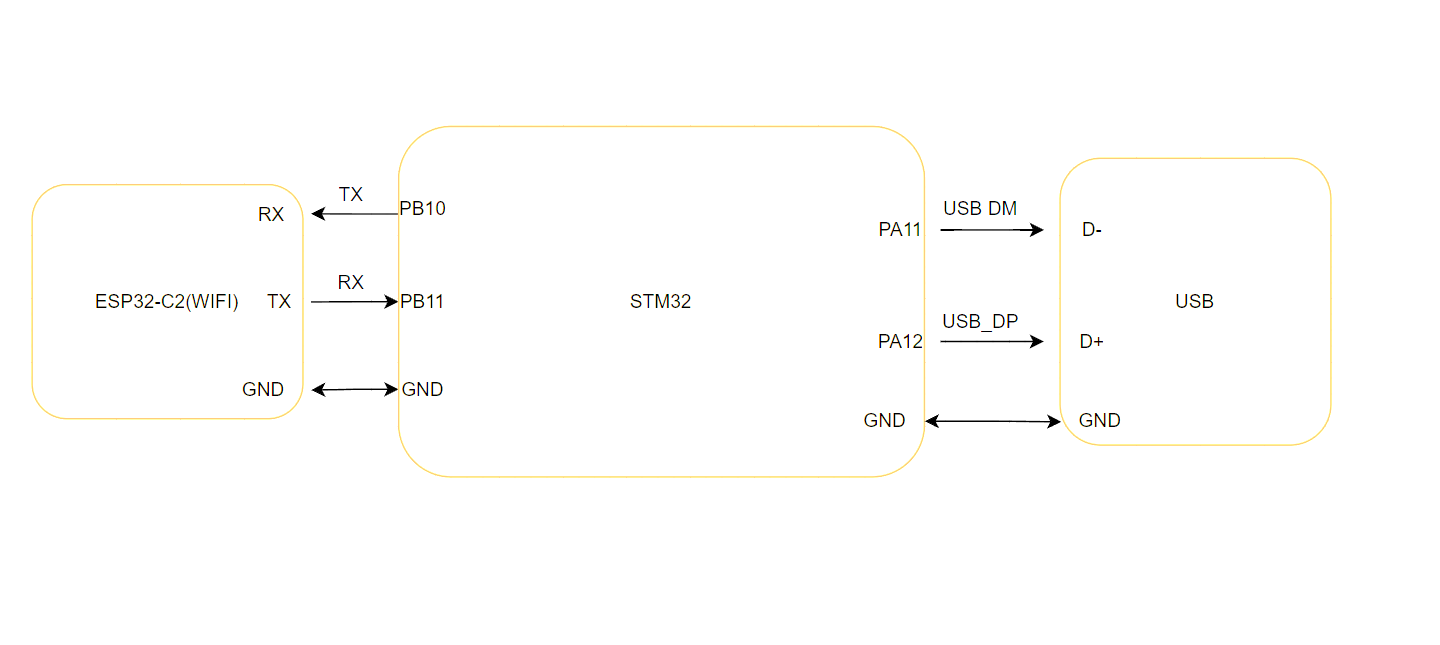 TX
RX
PB10
USB DM
PA11
D-
RX
ESP32-C2(WIFI)
TX
PB11
STM32
USB
USB_DP
PA12
D+
GND
GND
GND
GND